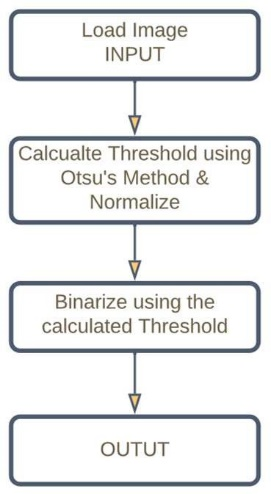 Load Image
INPUT
Calcualte Threshold using
Otsu's Method &
Normalize
Binarize using the
calculated Threshold
OUTUT